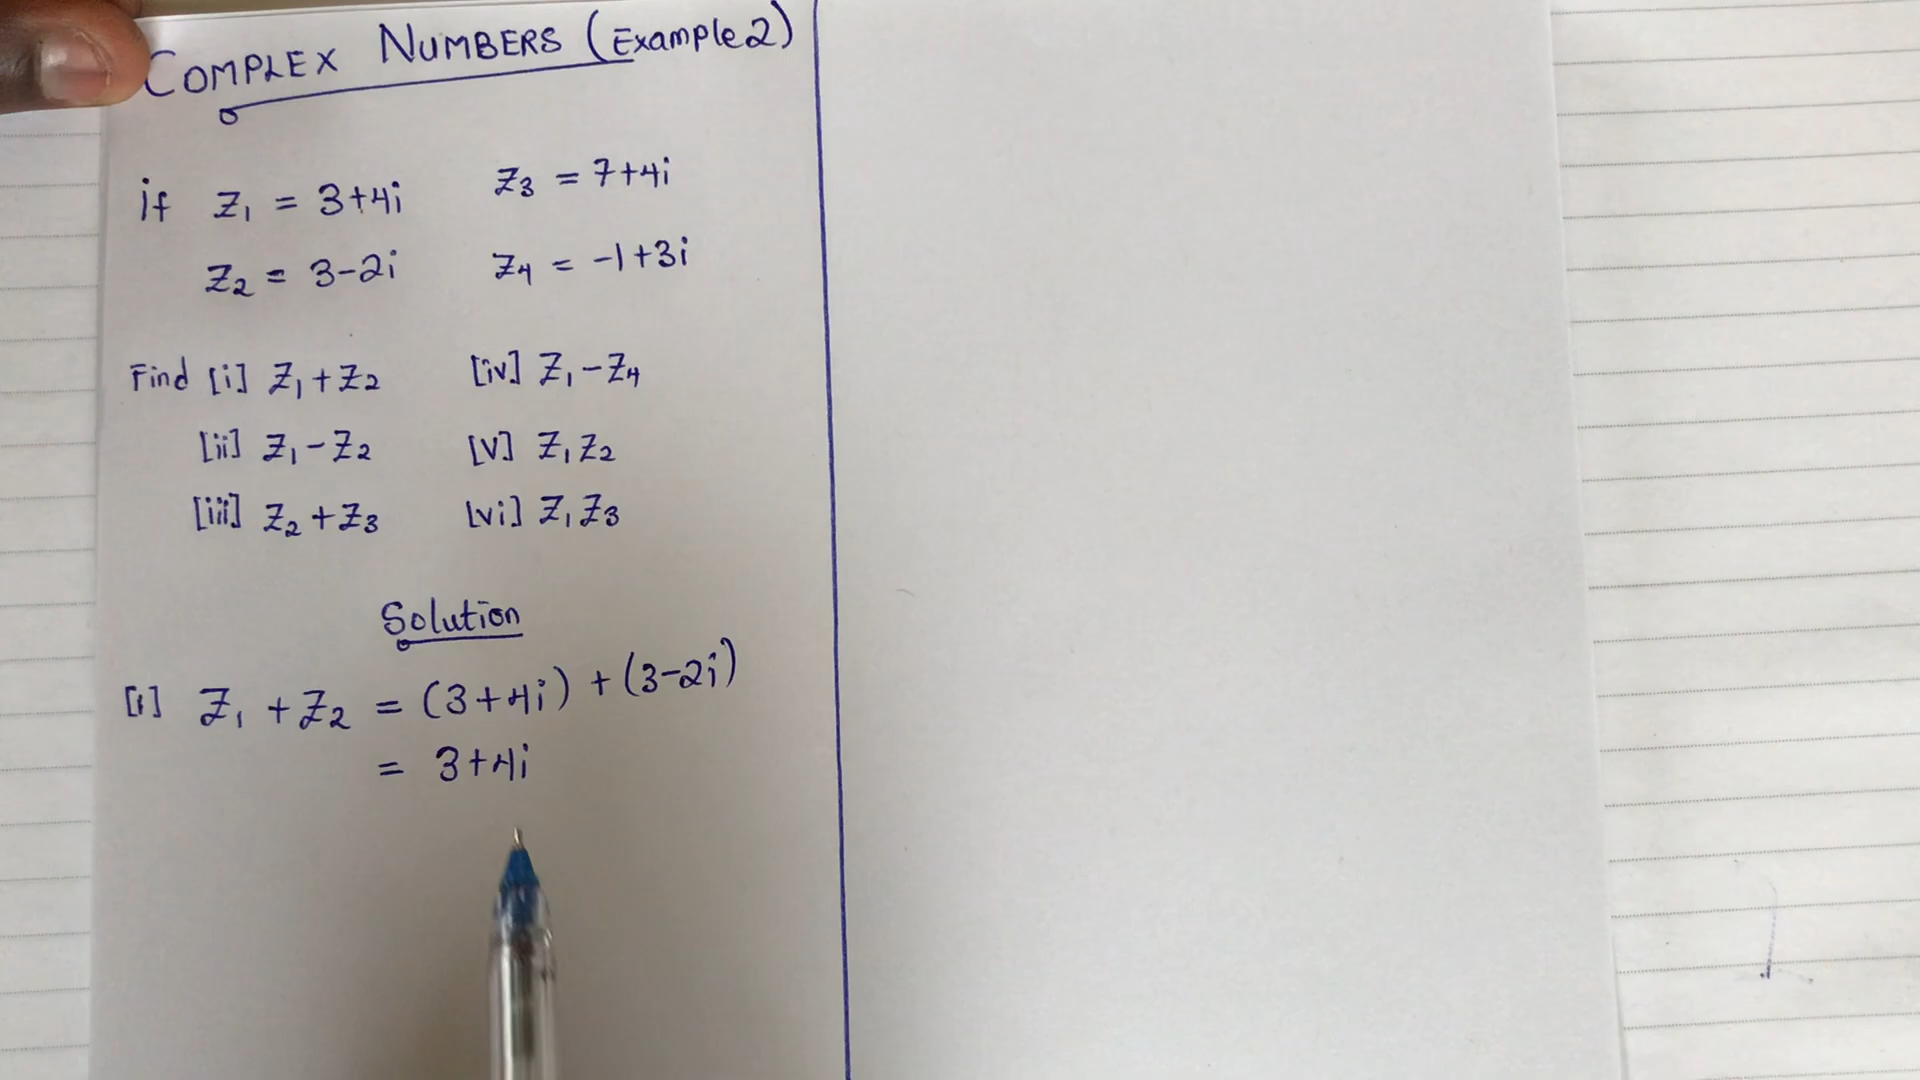 COMPLEX NUMBERS (Example 2)
if Z₁ = 3+4i Z₃ = 7+4i
Z₂ = 3-2i Z₄ = -1+3i
Find [i] Z₁+Z₂ [iv] Z₁-Z₄
[ii] Z₁-Z₂ [v] Z₁Z₂
[iii] Z₂+Z₃ [vi] Z₁Z₃
Solution
[i] Z₁+Z₂ = (3+4i) + (3-2i)
= 3+4i